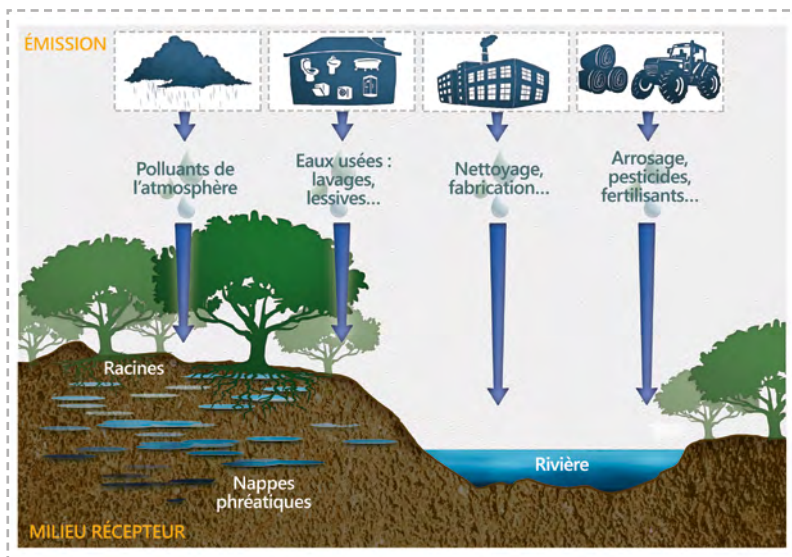 ÉMISSION
Polluants de
l'atmosphère
Eaux usées :
lavages,
lessives...
Nettoyage,
fabrication...
Arrosage,
pesticides,
fertilisants...
Racines
Nappes
phréatiques
Rivière
MILIEU RÉCEPTEUR